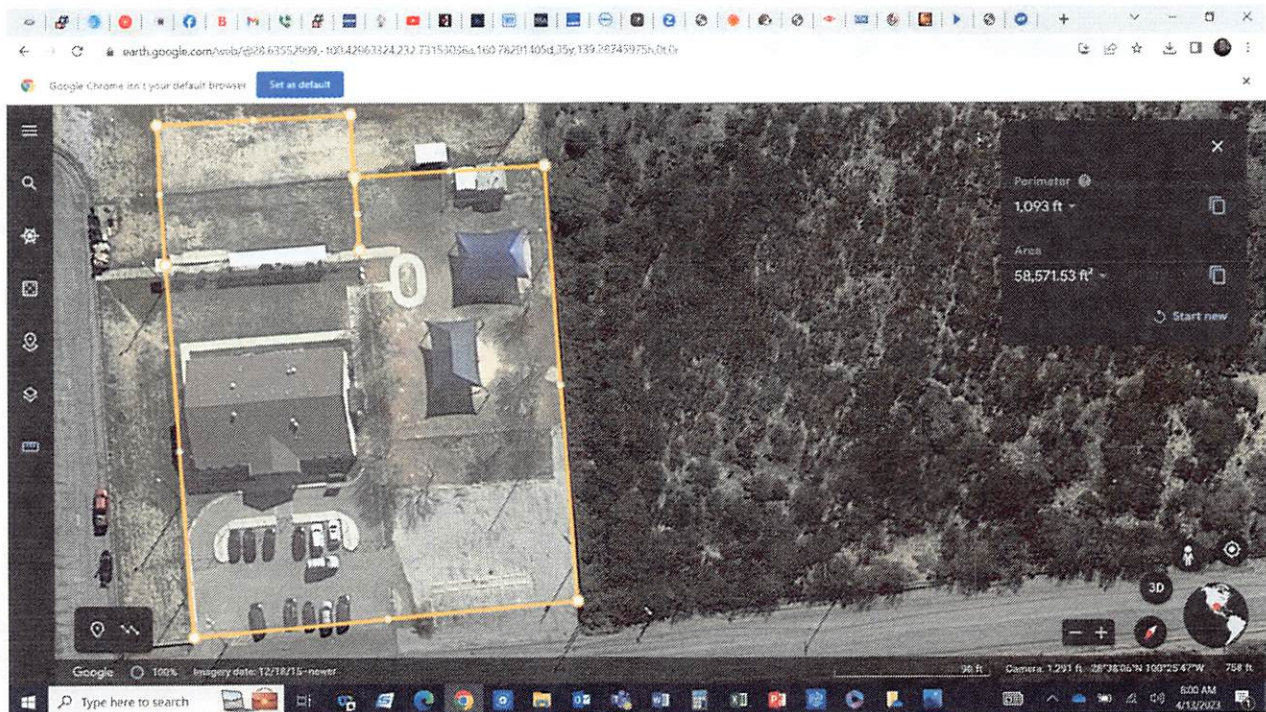 earth.google.com/web/@28.63552909,-100.42963324,232.73153036a,160.78291405d,35y,139.28745975h,0t,0r
Google Chrome isn't your default browser
Set as default
Perimeter
1,093 ft
Area
58,571.53 ft²
Start new
3D
Google
100%
Imagery date: 12/18/15-newer
90 ft
Camera: 1,291 ft
28°38'06"N 100°25'47"W
758 ft
Type here to search
8:00 AM
4/13/2023